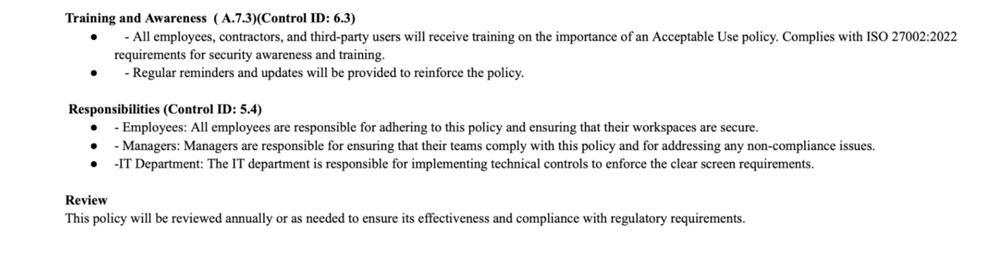 Training and Awareness ( A.7.3)(Control ID: 6.3)
● - All employees, contractors, and third-party users will receive training on the importance of an Acceptable Use policy. Complies with ISO 27002:2022
requirements for security awareness and training.
● - Regular reminders and updates will be provided to reinforce the policy.
Responsibilities (Control ID: 5.4)
● - Employees: All employees are responsible for adhering to this policy and ensuring that their workspaces are secure.
● - Managers: Managers are responsible for ensuring that their teams comply with this policy and for addressing any non-compliance issues.
● -IT Department: The IT department is responsible for implementing technical controls to enforce the clear screen requirements.
Review
This policy will be reviewed annually or as needed to ensure its effectiveness and compliance with regulatory requirements.